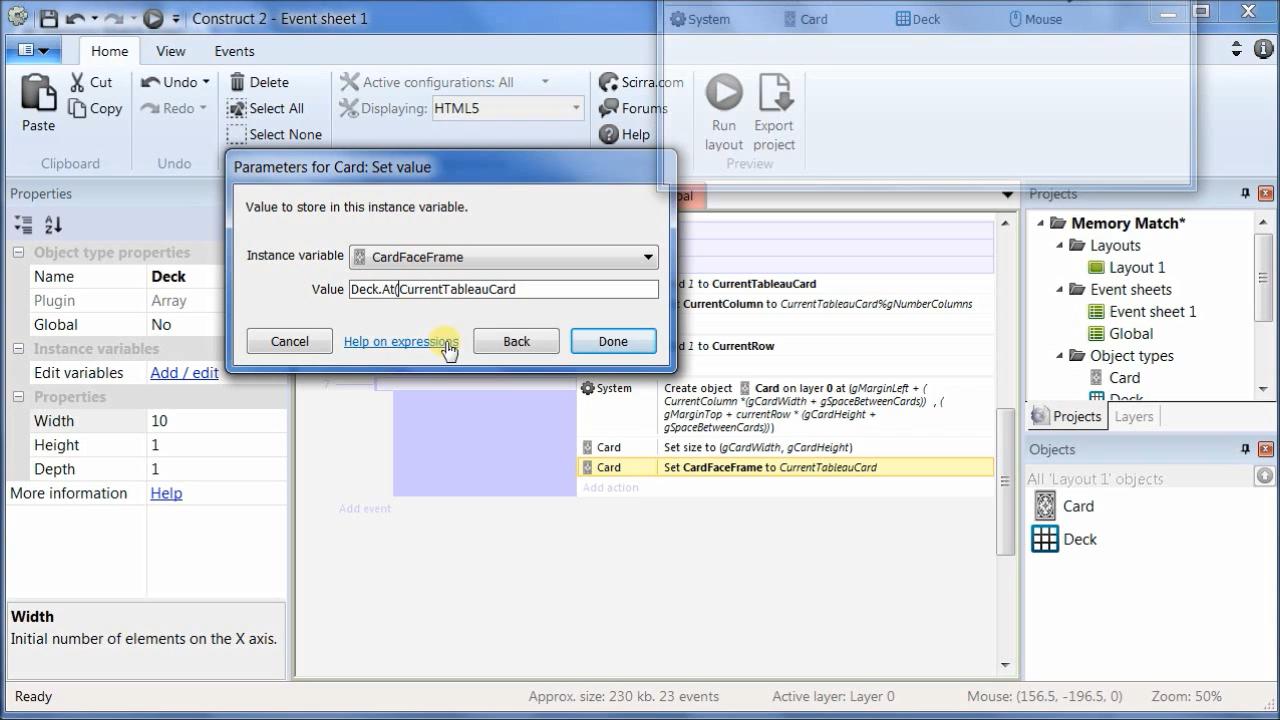 Construct 2 - Event sheet 1
System Card Deck Mouse
Home View Events
Paste
Cut
Copy
Clipboard
Undo
Redo
Undo
Delete
Select All
Select None
Active configurations: All
Displaying: HTML5
Scirra.com
Forums
Help
Run layout
Export project
Preview
Properties
Object type properties
Name Deck
Plugin Array
Global No
Instance variables
Edit variables Add / edit
Properties
Width 10
Height 1
Depth 1
More information Help
Width
Initial number of elements on the X axis.
Parameters for Card: Set value
Value to store in this instance variable.
Instance variable CardFaceFrame
Value Deck.At(CurrentTableauCard
Cancel Help on expressions Back Done
1 to CurrentTableauCard
CurrentColumn to CurrentTableauCard%gNumberColumns
1 to CurrentRow
7
System Create object Card on layer 0 at (gMarginLeft + (
CurrentColumn *(gCardWidth + gSpaceBetweenCards)) , (
gMarginTop + currentRow * (gCardHeight +
gSpaceBetweenCards)))
Card Set size to (gCardWidth, gCardHeight)
Card Set CardFaceFrame to CurrentTableauCard
Add action
Add event
Projects
Memory Match*
Layouts
Layout 1
Event sheets
Event sheet 1
Global
Object types
Card
Projects Layers
Objects
All 'Layout 1' objects
Card
Deck
Ready Approx. size: 230 kb. 23 events Active layer: Layer 0 Mouse: (156.5, -196.5, 0) Zoom: 50%